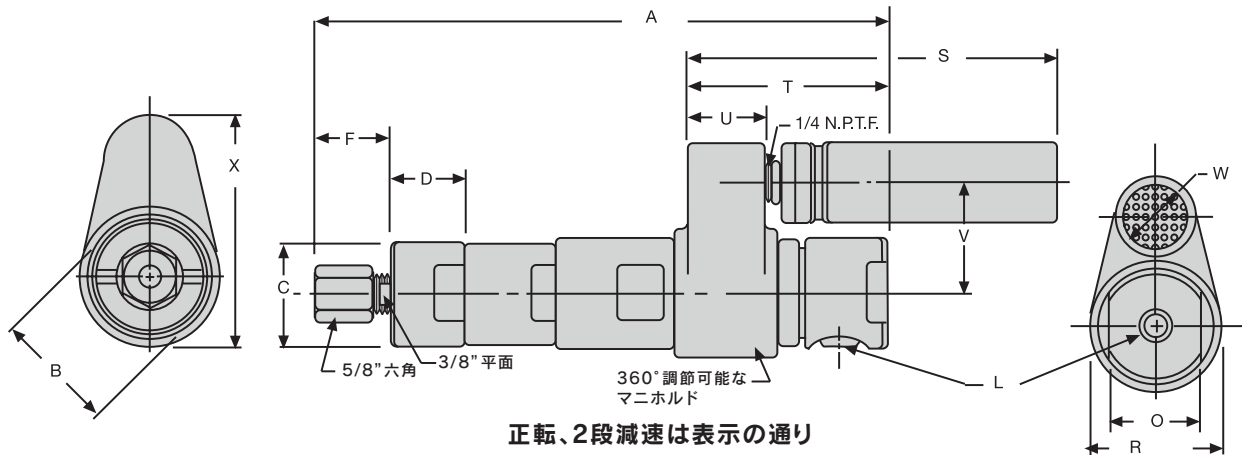 A
S
T
U
1/4 N.P.T.F.
F
D
X
W
V
C
B
5/8”六角
3/8”平面
360°調節可能な
マニホルド
L
O
R
正転、2段減速は表示の通り